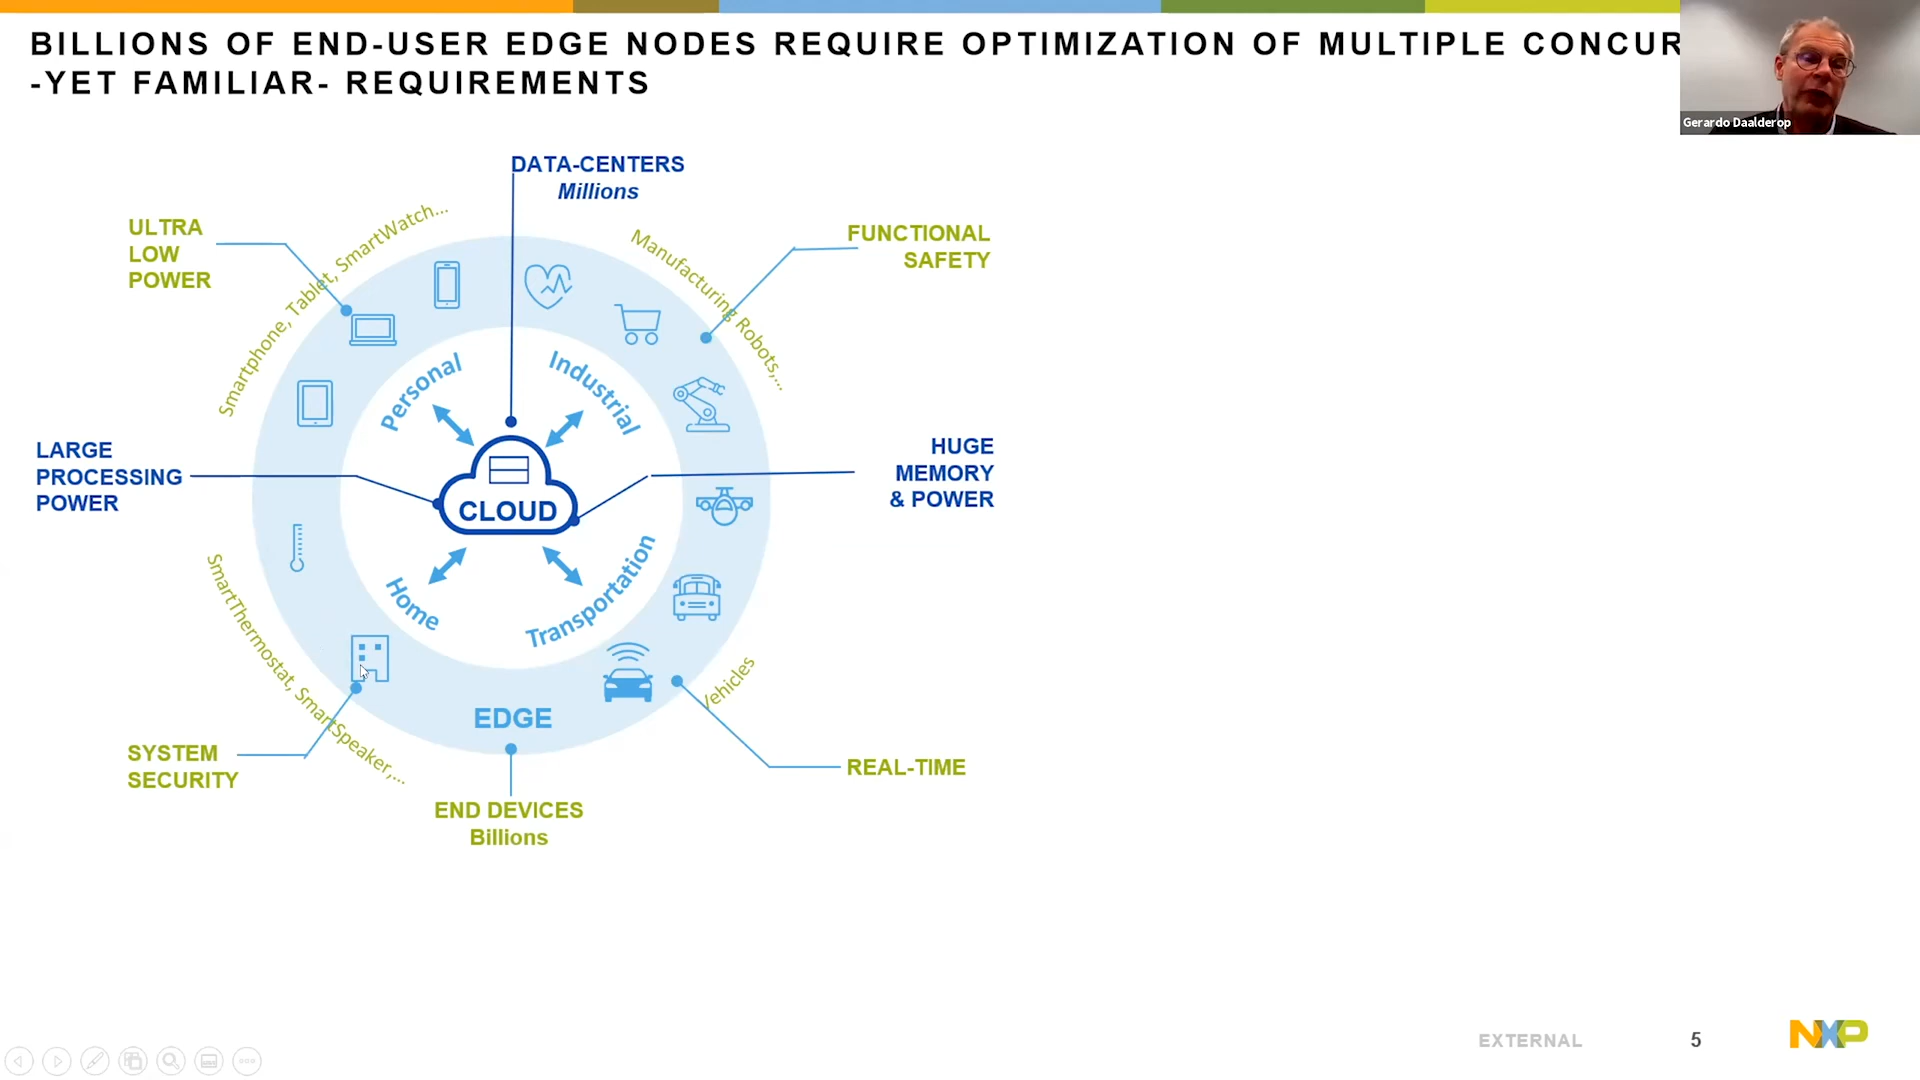 BILLIONS OF END-USER EDGE NODES REQUIRE OPTIMIZATION OF MULTIPLE CONCUR
-YET FAMILIAR- REQUIREMENTS
Gerardo Daalderop
DATA-CENTERS
Millions
ULTRA
LOW
POWER
Smartphone, Tablet, SmartWatch...
Manufacturing Robots,...
FUNCTIONAL
SAFETY
Personal
Industrial
LARGE
PROCESSING
POWER
CLOUD
HUGE
MEMORY
& POWER
Home
Transportation
SmartThermostat, SmartSpeaker,...
Vehicles
EDGE
SYSTEM
SECURITY
REAL-TIME
END DEVICES
Billions
EXTERNAL
5
NXP